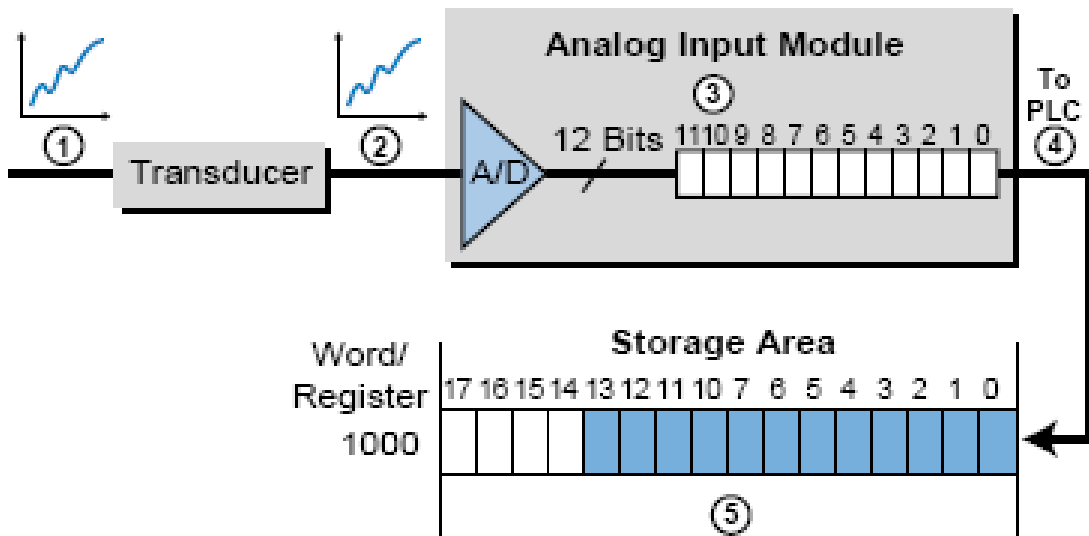 Analog Input Module
To
PLC
① ② ③ ④
12 Bits
11 10 9 8 7 6 5 4 3 2 1 0
Transducer
A/D
Storage Area
Word/
Register
17 16 15 14 13 12 11 10 7 6 5 4 3 2 1 0
1000
⑤